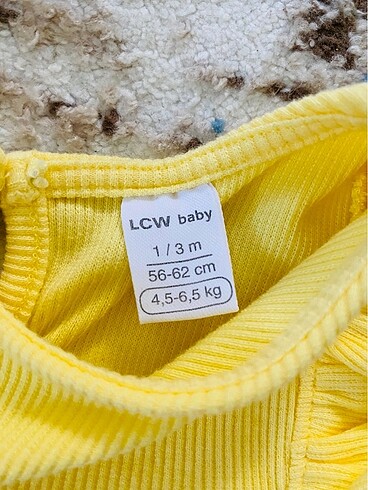 LCW baby
1 / 3 m
56-62 cm
4,5-6,5 kg